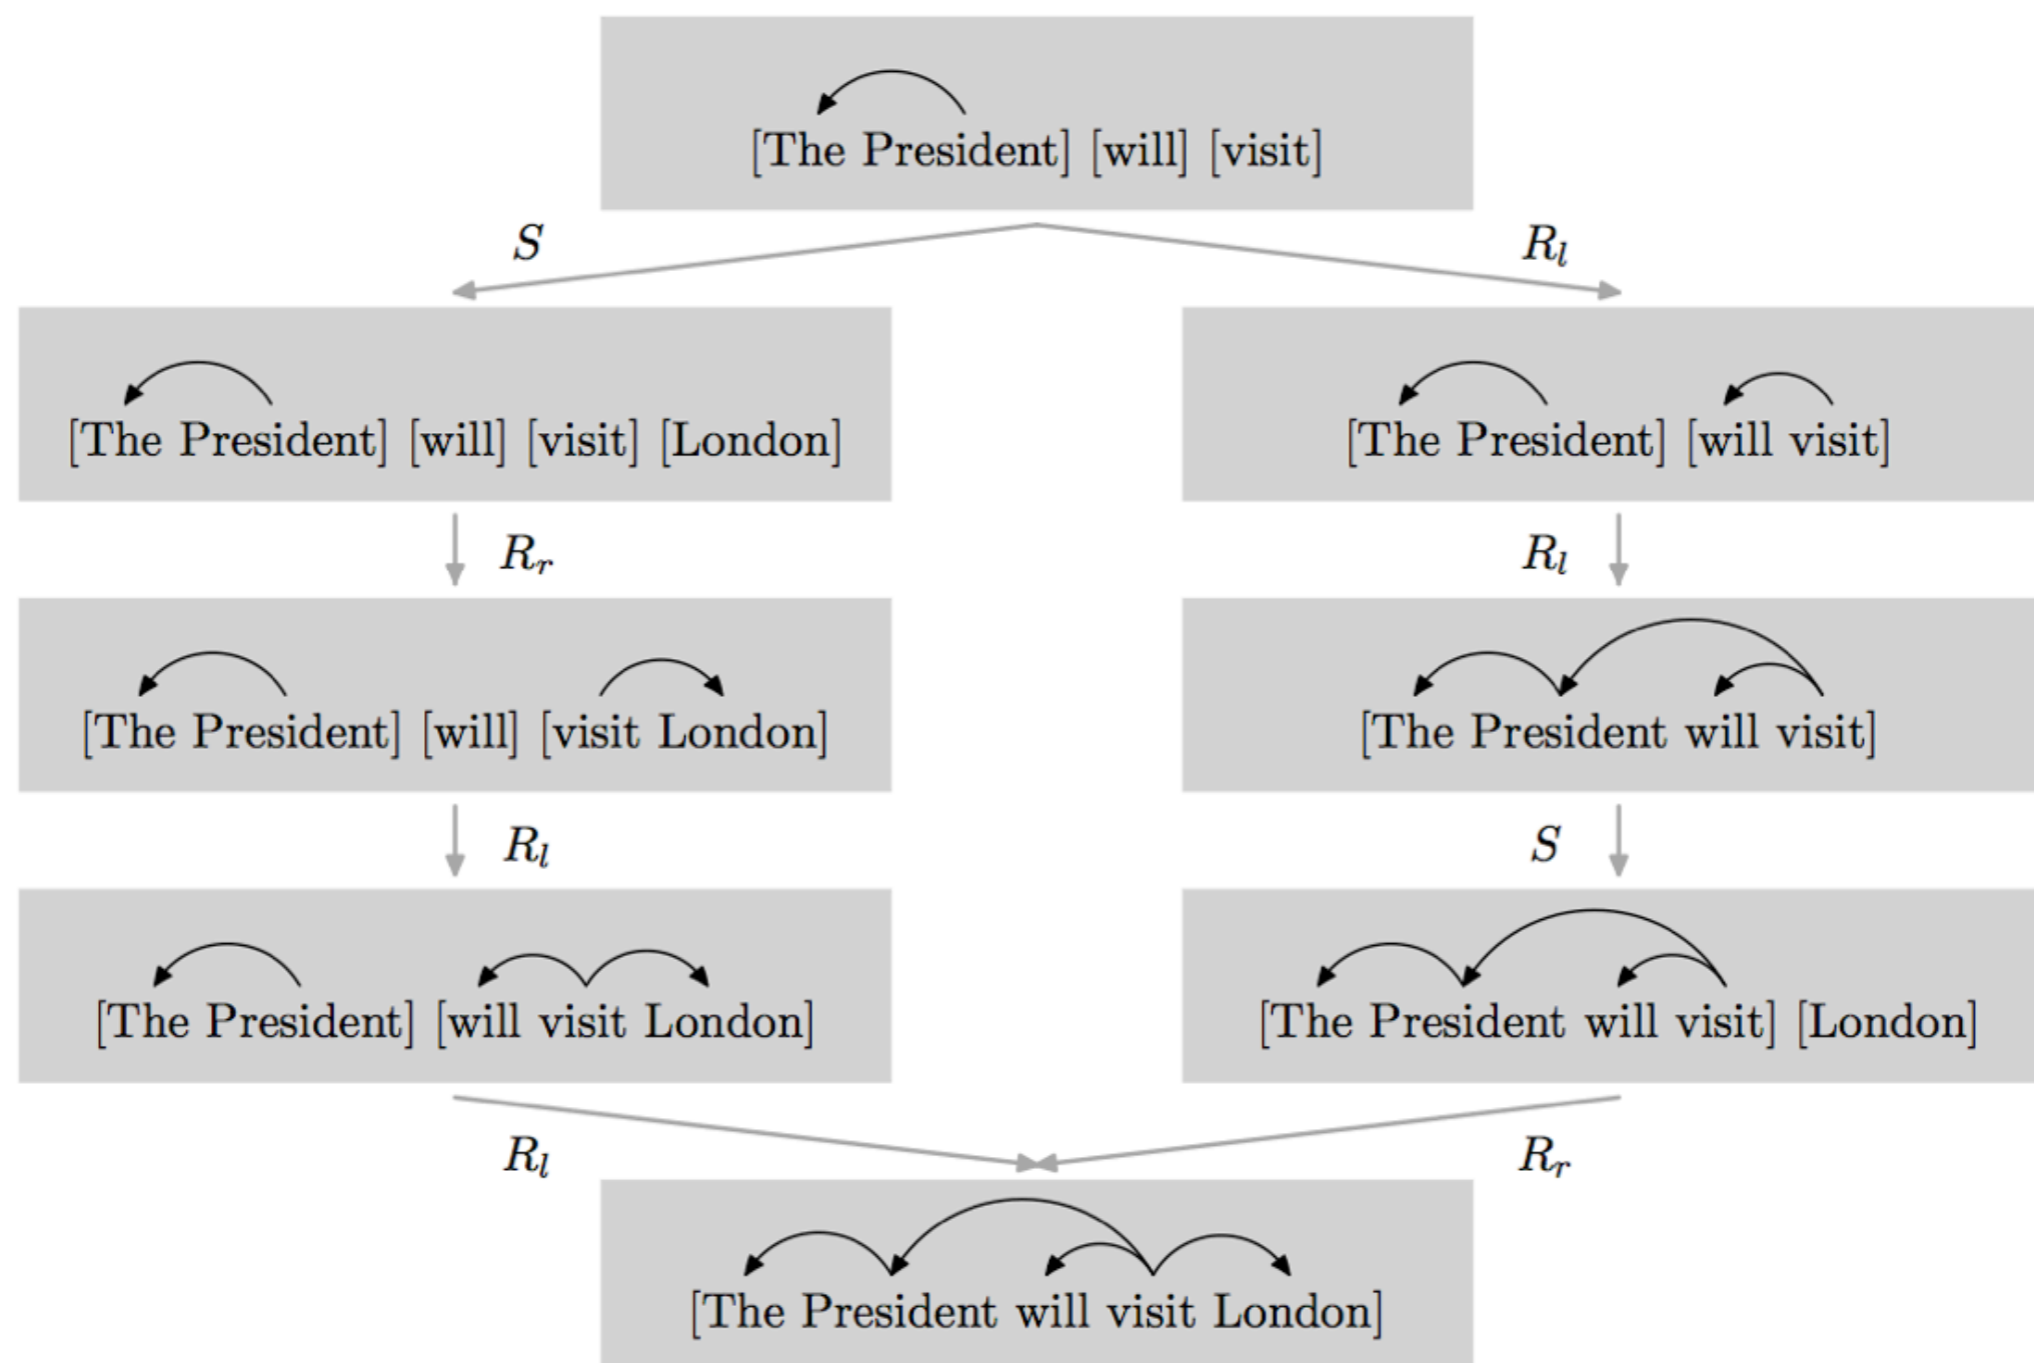 [The President] [will] [visit]
S
R_l
[The President] [will] [visit] [London]
[The President] [will visit]
R_r
R_l
[The President] [will] [visit London]
[The President will visit]
R_l
S
[The President] [will visit London]
[The President will visit] [London]
R_l
R_r
[The President will visit London]